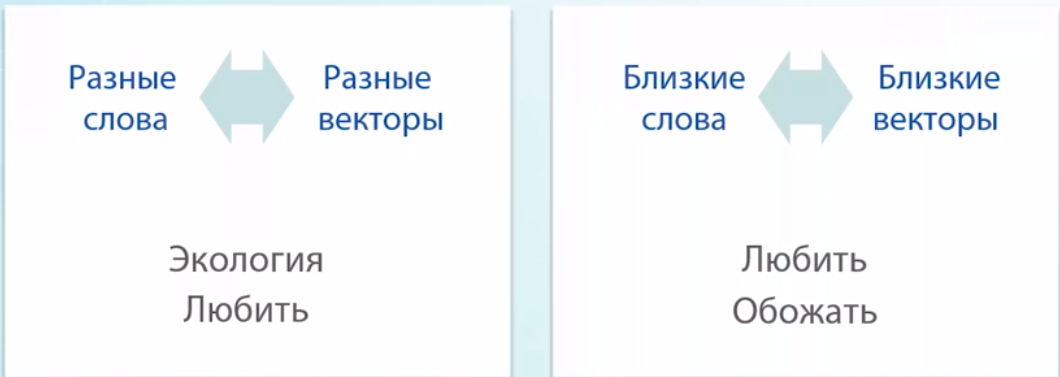 Разные слова
Разные векторы
Экология
Любить
Близкие слова
Близкие векторы
Любить
Обожать